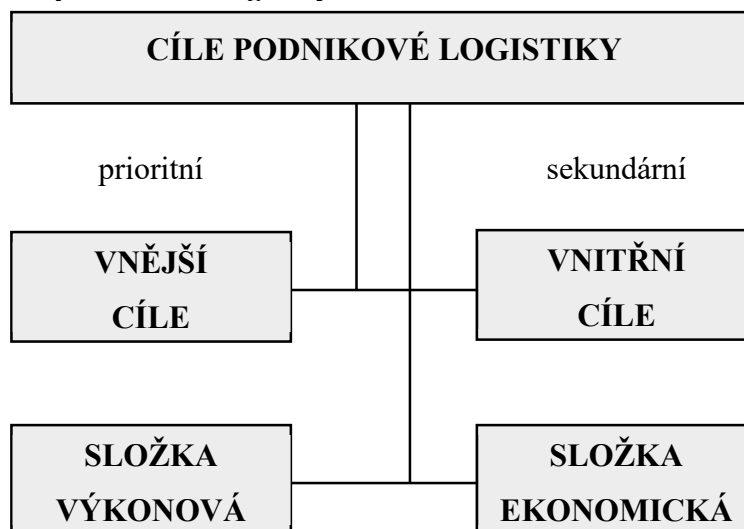 CÍLE PODNIKOVÉ LOGISTIKY
prioritní
sekundární
VNĚJŠÍ
CÍLE
VNITŘNÍ
CÍLE
SLOŽKA
VÝKONOVÁ
SLOŽKA
EKONOMICKÁ